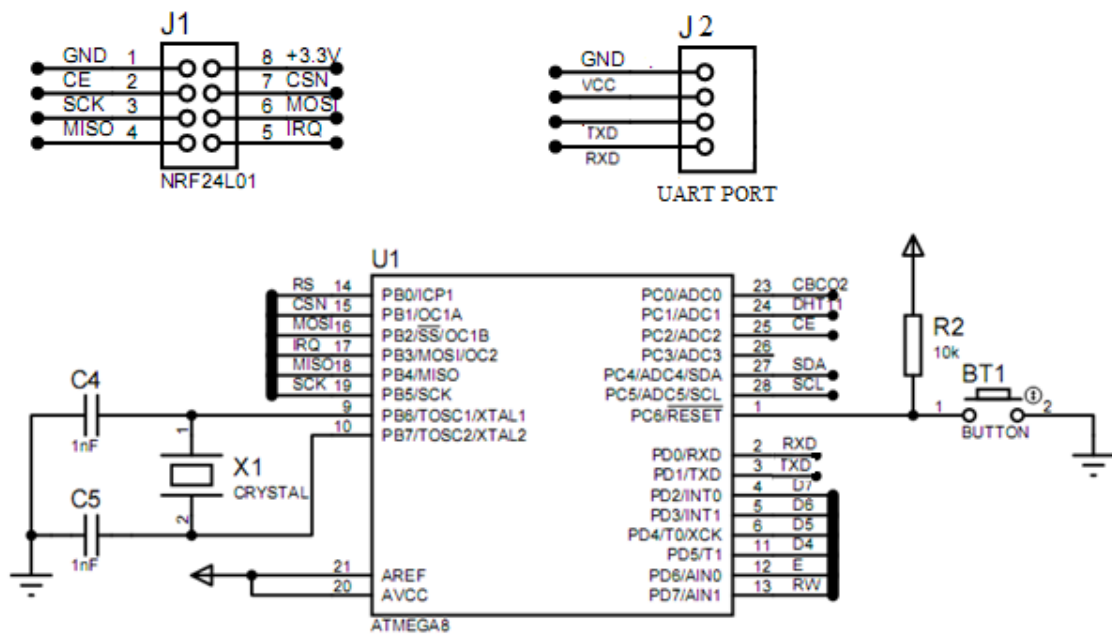 J1
GND 1 8 +3.3V
CE 2 7 CSN
SCK 3 6 MOSI
MISO 4 5 IRQ
NRF24L01
J2
GND
VCC
TXD
RXD
UART PORT
U1
RS 14 PB0/ICP1 PC0/ADC0 23 CBCO2
CSN 15 PB1/OC1A PC1/ADC1 24 DHT11
MOSI 16 PB2/SS/OC1B PC2/ADC2 25 CE
IRQ 17 PB3/MOSI/OC2 PC3/ADC3 26
MISO 18 PB4/MISO PC4/ADC4/SDA 27 SDA
SCK 19 PB5/SCK PC5/ADC5/SCL 28 SCL
9 PB6/TOSC1/XTAL1 PC6/RESET 1
10 PB7/TOSC2/XTAL2
PD0/RXD 2 RXD
PD1/TXD 3 TXD
PD2/INT0 4 D7
PD3/INT1 5 D6
PD4/T0/XCK 6 D5
PD5/T1 11 D4
21 AREF PD6/AIN0 12 E
20 AVCC PD7/AIN1 13 RW
ATMEGA8
C4
1nF
C5
1nF
1
X1
CRYSTAL
2
R2
10k
BT1
1 2
BUTTON